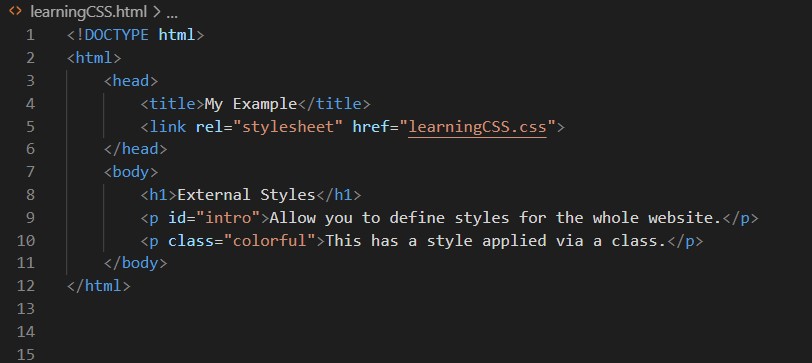 <> learningCSS.html > ...
1 <!DOCTYPE html>
2 <html>
3 <head>
4 <title>My Example</title>
5 <link rel="stylesheet" href="learningCSS.css">
6 </head>
7 <body>
8 <h1>External Styles</h1>
9 <p id="intro">Allow you to define styles for the whole website.</p>
10 <p class="colorful">This has a style applied via a class.</p>
11 </body>
12 </html>
13
14
15